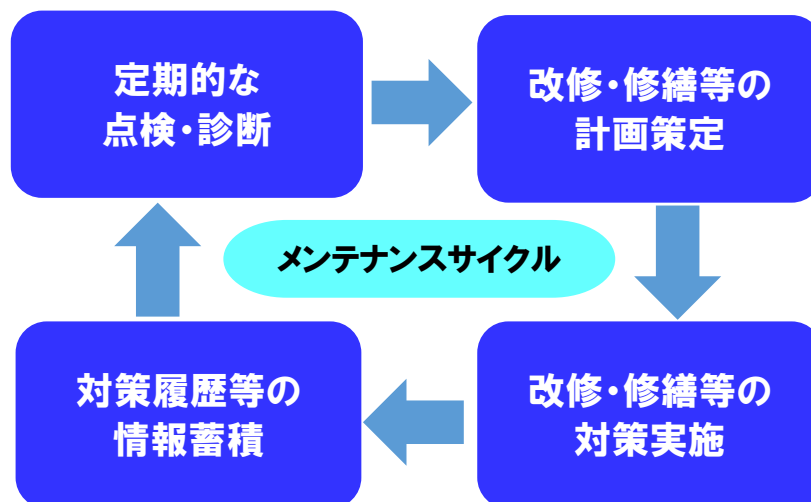 定期的な
点検・診断
改修・修繕等の
計画策定
メンテナンスサイクル
対策履歴等の
情報蓄積
改修・修繕等の
対策実施